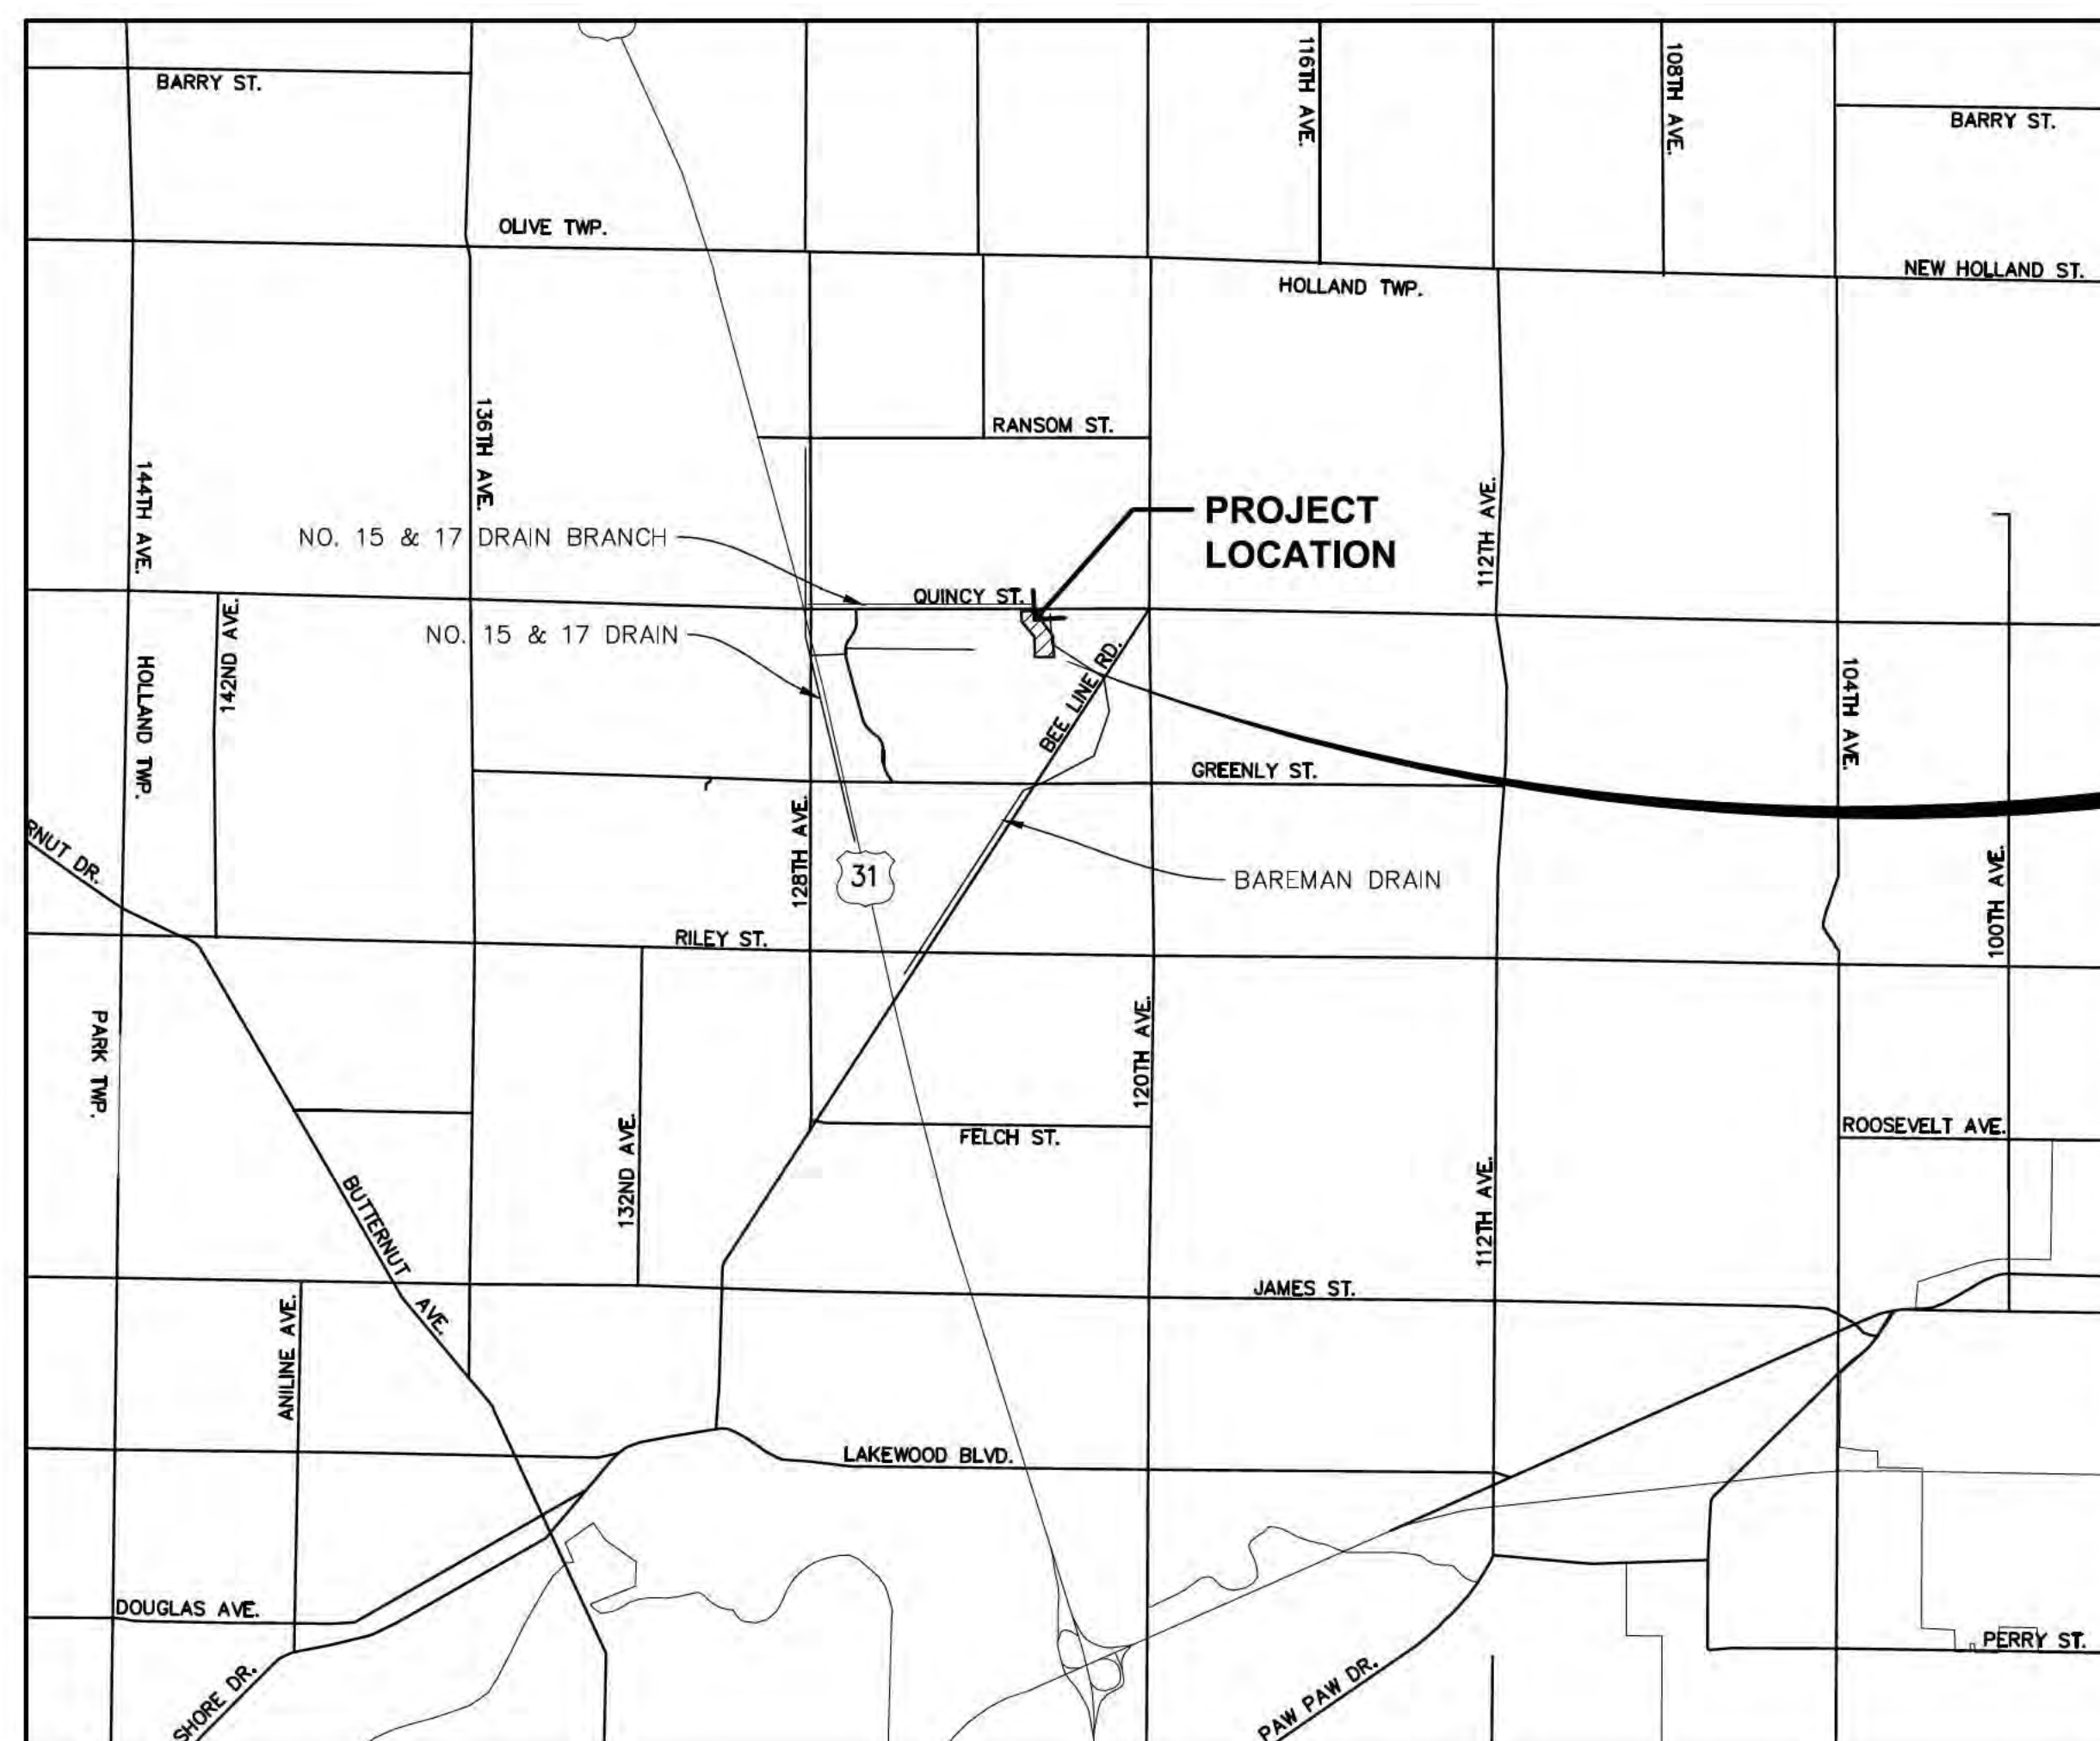 116TH AVE.
108TH AVE.
BARRY ST.
BARRY ST.
OLIVE TWP.
NEW HOLLAND ST.
HOLLAND TWP.
136TH AVE.
RANSOM ST.
144TH AVE.
112TH AVE.
PROJECT
LOCATION
NO. 15 & 17 DRAIN BRANCH
QUINCY ST.
142ND AVE.
NO. 15 & 17 DRAIN
HOLLAND TWP.
BEE LINE RD.
104TH AVE.
GREENLY ST.
128TH AVE.
RNUT DR.
31
BAREMAN DRAIN
100TH AVE.
RILEY ST.
PARK TWP.
120TH AVE.
132ND AVE.
FELCH ST.
ROOSEVELT AVE.
112TH AVE.
BUTTERNUT AVE.
JAMES ST.
ANILINE AVE.
LAKEWOOD BLVD.
DOUGLAS AVE.
PERRY ST.
SHORE DR.
PAW PAW DR.